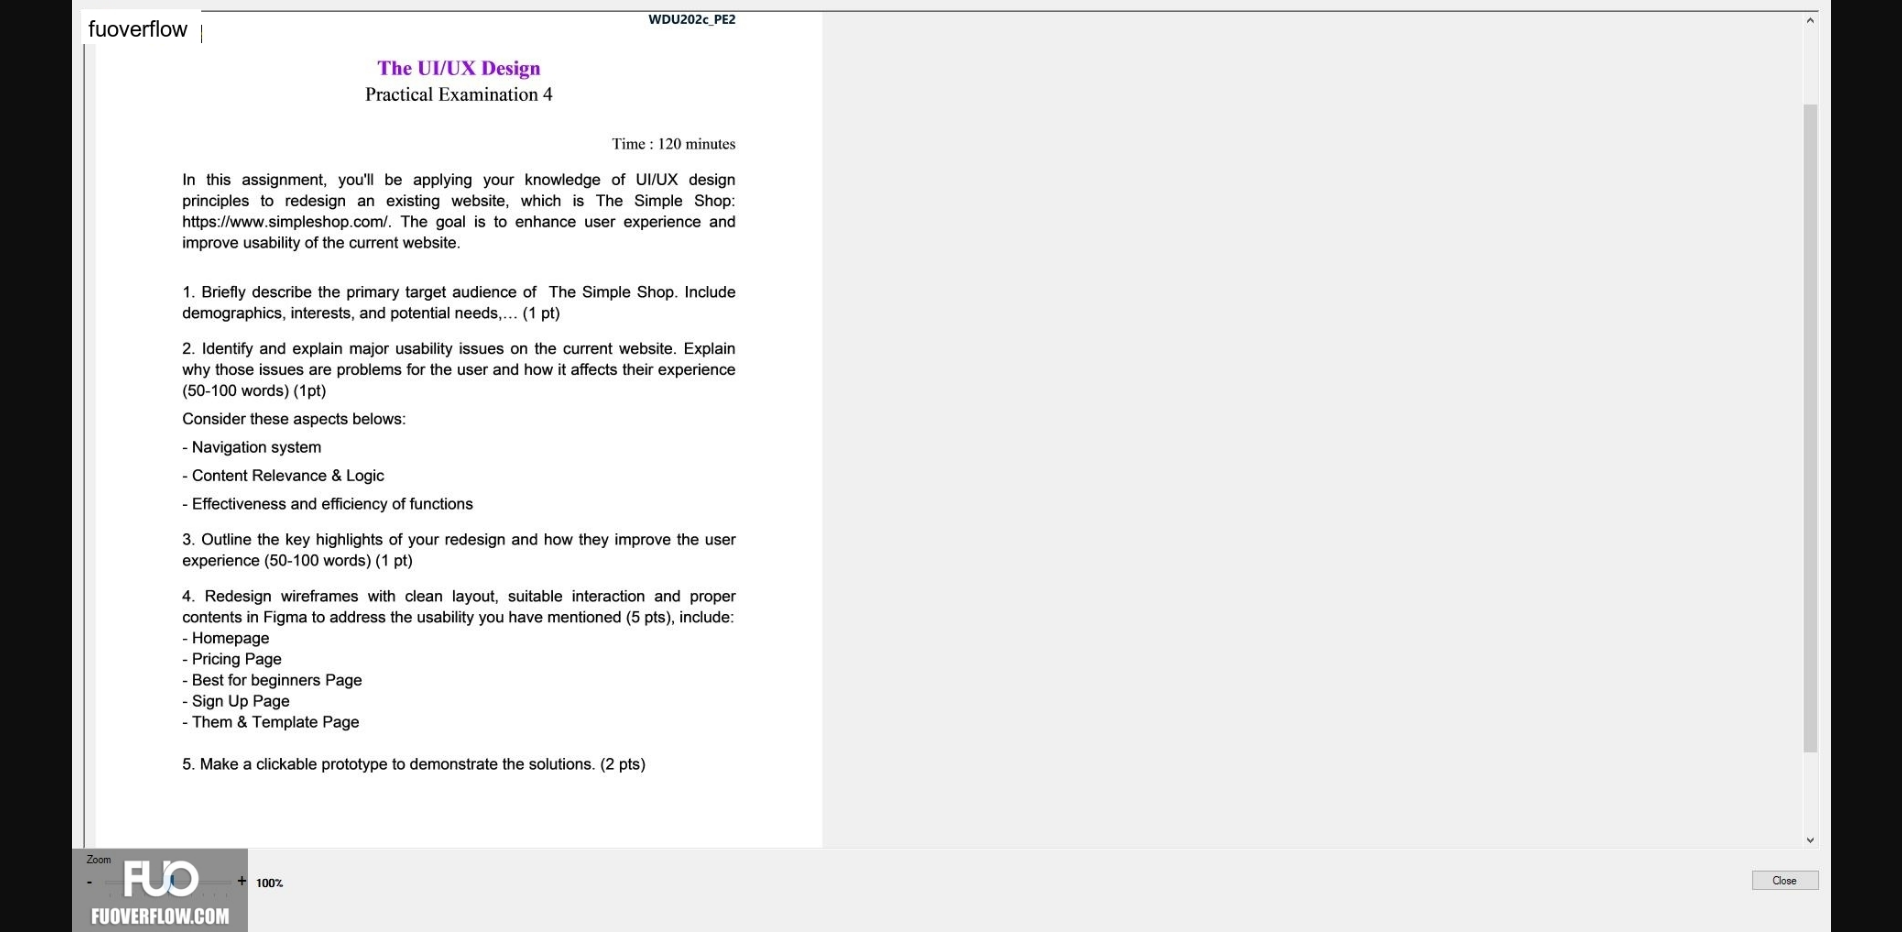 fuoverflow
WDU202c_PE2
The UI/UX Design
Practical Examination 4
Time : 120 minutes
In this assignment, you'll be applying your knowledge of UI/UX design
principles to redesign an existing website, which is The Simple Shop:
https://www.simpleshop.com/. The goal is to enhance user experience and
improve usability of the current website.
1. Briefly describe the primary target audience of The Simple Shop. Include
demographics, interests, and potential needs,... (1 pt)
2. Identify and explain major usability issues on the current website. Explain
why those issues are problems for the user and how it affects their experience
(50-100 words) (1pt)
Consider these aspects belows:
- Navigation system
- Content Relevance & Logic
- Effectiveness and efficiency of functions
3. Outline the key highlights of your redesign and how they improve the user
experience (50-100 words) (1 pt)
4. Redesign wireframes with clean layout, suitable interaction and proper
contents in Figma to address the usability you have mentioned (5 pts), include:
- Homepage
- Pricing Page
- Best for beginners Page
- Sign Up Page
- Them & Template Page
5. Make a clickable prototype to demonstrate the solutions. (2 pts)
Zoom
FUO
- + 100%
Close
FUOVERFLOW.COM